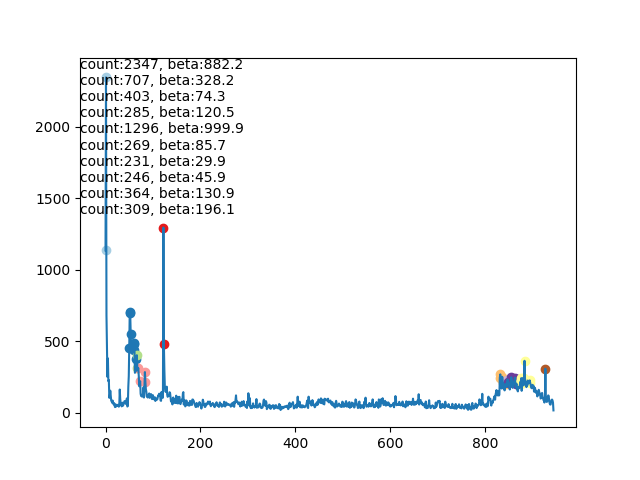 count:2347, beta:882.2
count:707, beta:328.2
count:403, beta:74.3
count:285, beta:120.5
count:1296, beta:999.9
count:269, beta:85.7
count:231, beta:29.9
count:246, beta:45.9
count:364, beta:130.9
count:309, beta:196.1
2000
1500
1000
500
0
0 200 400 600 800